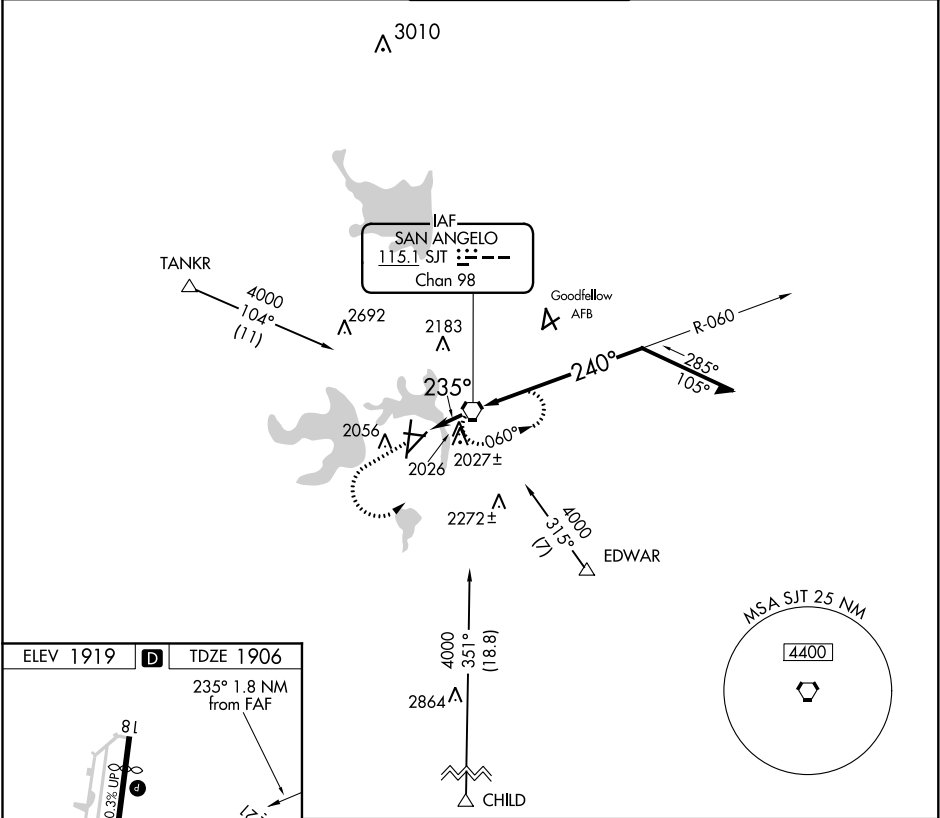 3010
IAF
SAN ANGELO
115.1 SJT
Chan 98
TANKR
4000
104°
(11)
2692
2183
Goodfellow
AFB
R-060
240°
285°
105°
235°
2056
2026
2027±
060°
2272±
4000
315°
(7)
EDWAR
4000
351°
(18.8)
2864
CHILD
MSA SJT 25 NM
4400
ELEV 1919
D
TDZE 1906
235° 1.8 NM
from FAF
18
0.3% UP
P